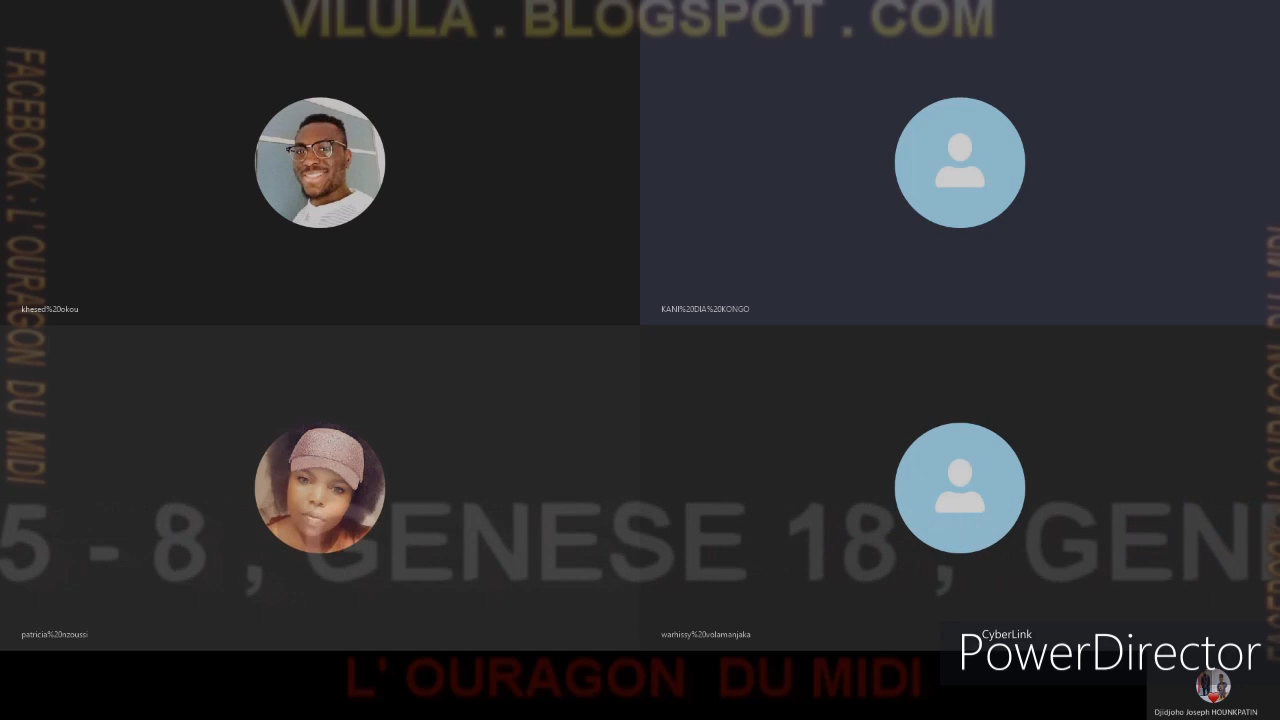 VILULA . BLOGSPOT . COM
FACEBOOK : L' OURAGON DU MIDI
khesed%20okou
KANI%20DIA%20KONGO
5 - 8 , GENESE 18 , GEN
patricia%20nzoussi
warhissy%20volamanjaka
L' OURAGON DU MIDI
CyberLink
PowerDirector
Djidjoho Joseph HOUNKPATIN